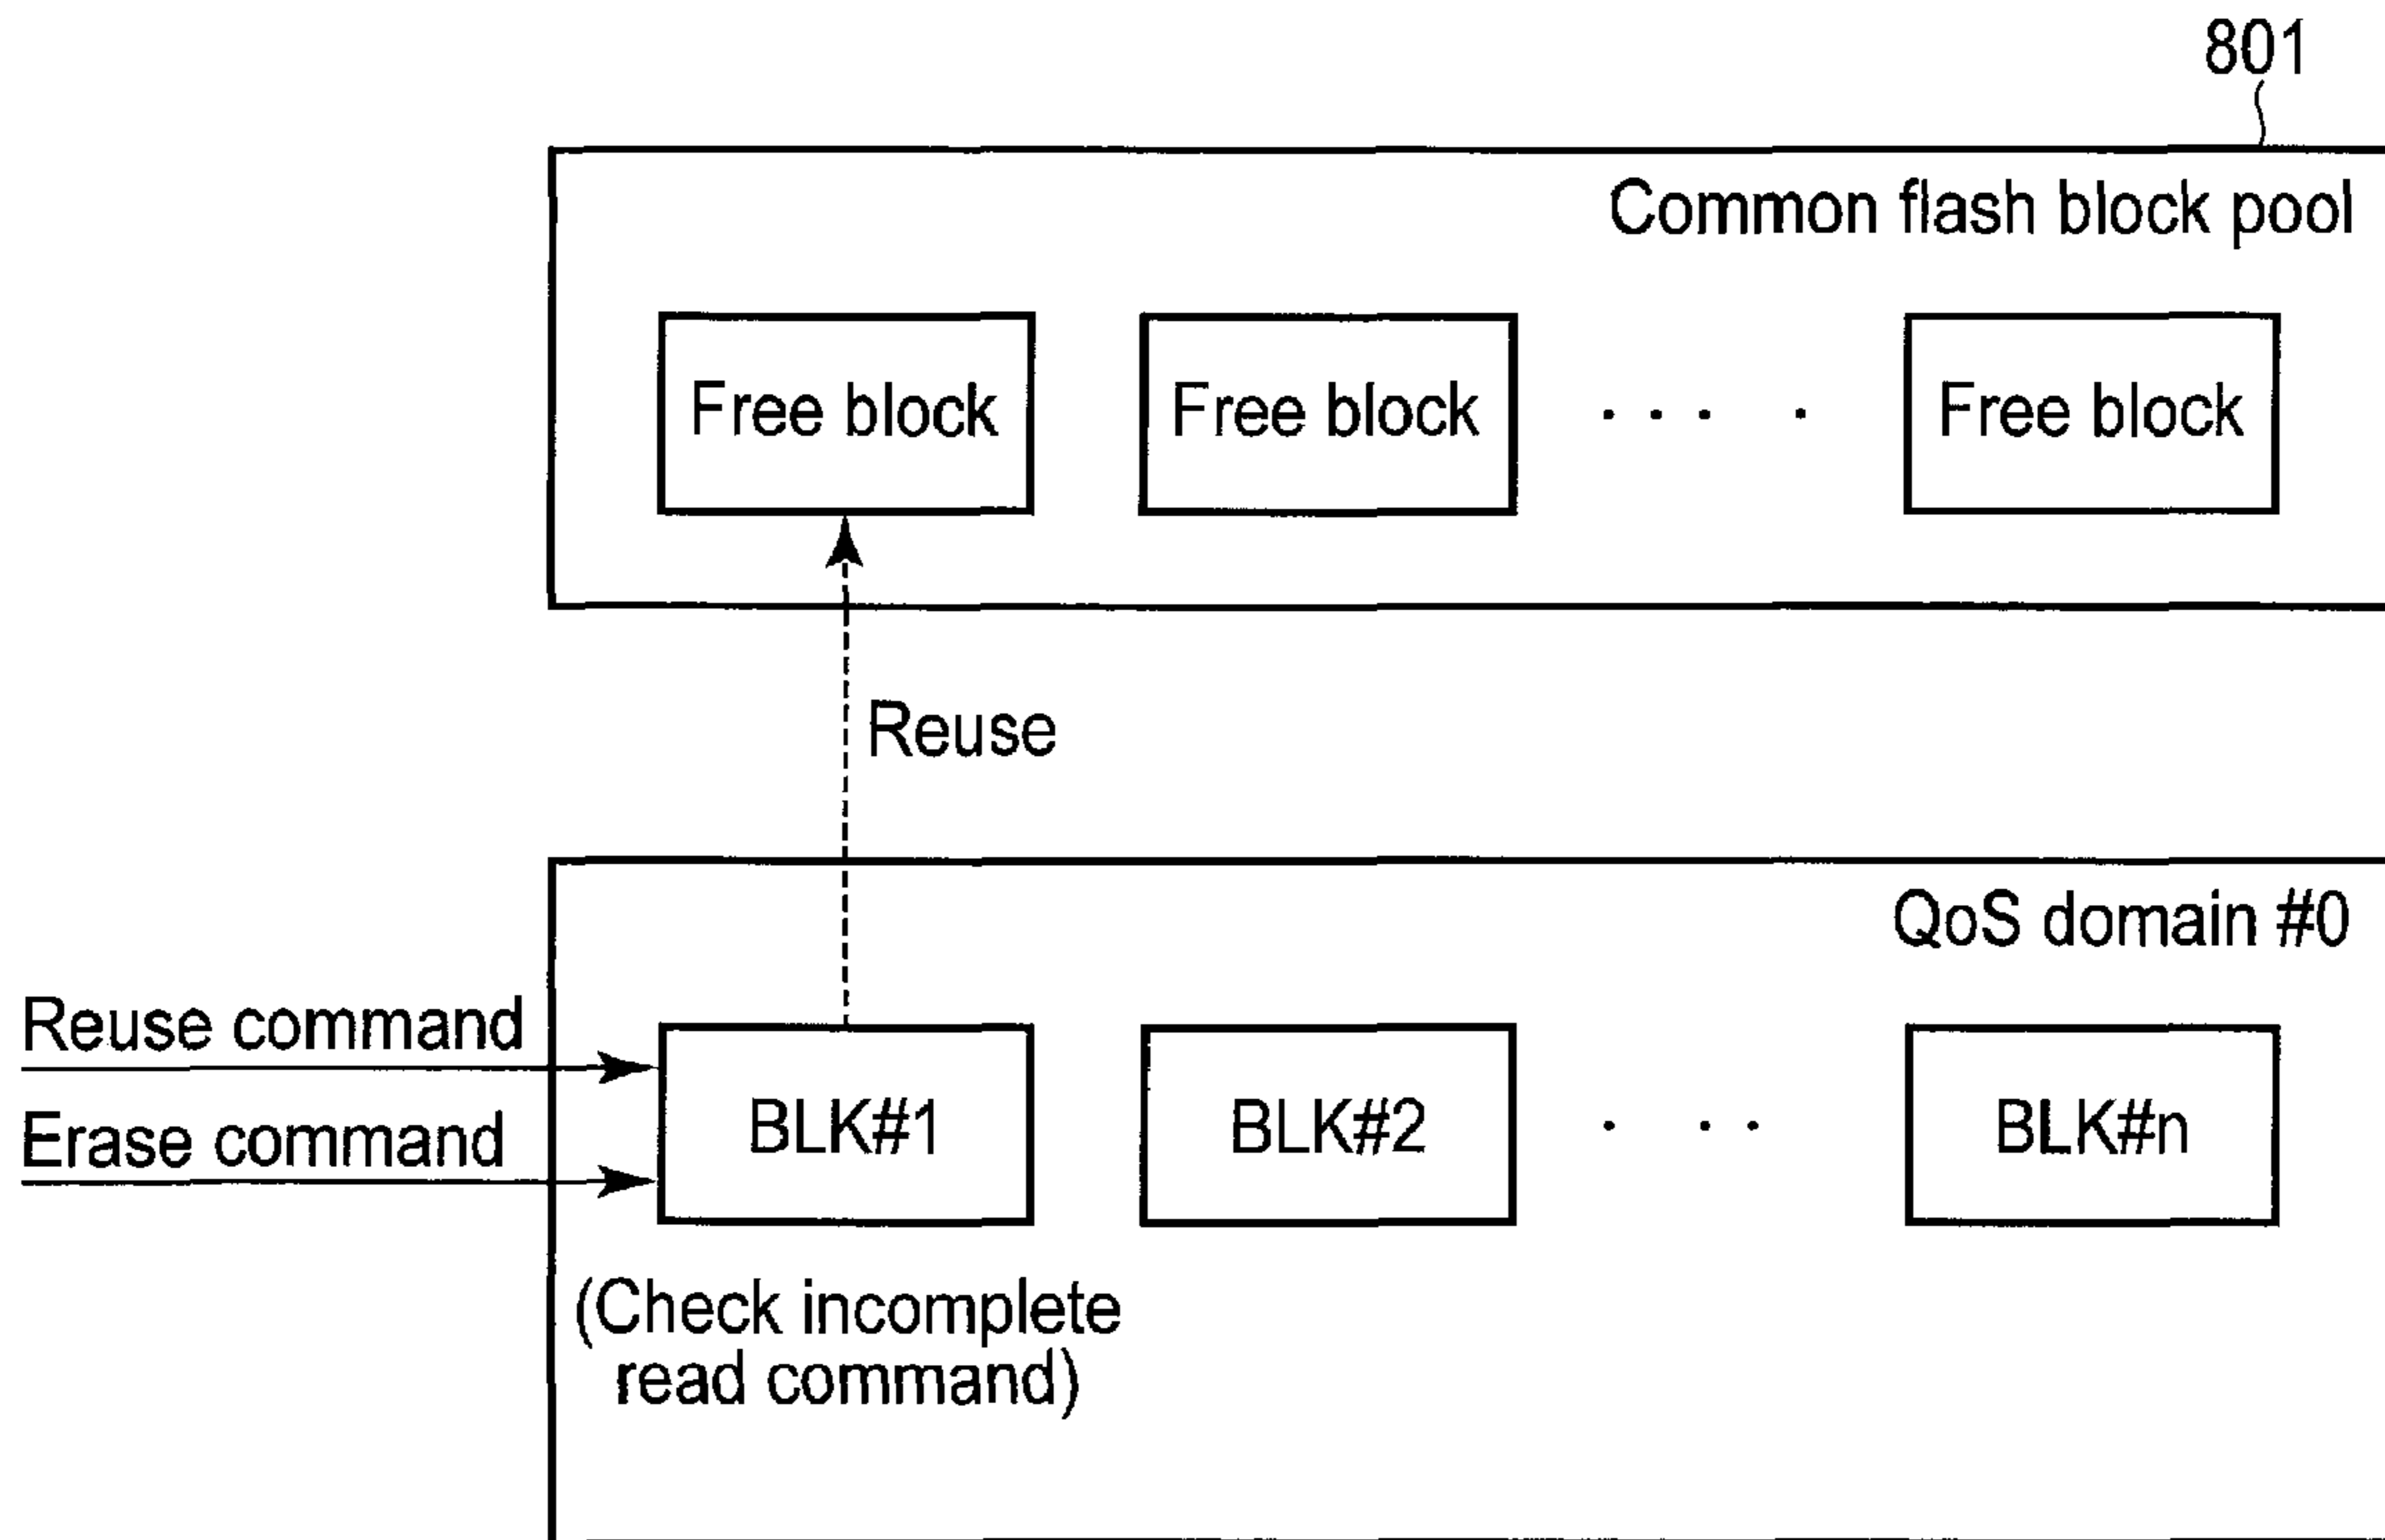 801
Common flash block pool
Free block
Free block
. . . .
Free block
Reuse
QoS domain #0
Reuse command
Erase command
BLK#1
BLK#2
. . .
BLK#n
(Check incomplete
read command)